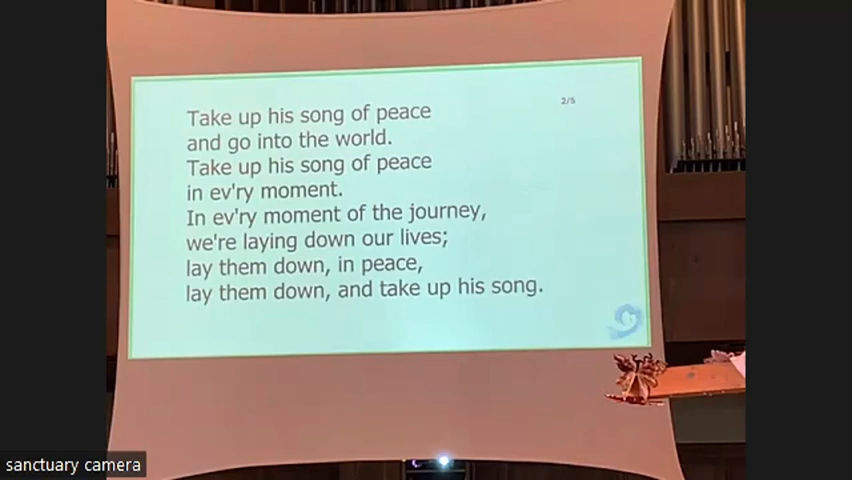 Take up his song of peace
2/5
and go into the world.
Take up his song of peace
in ev'ry moment.
In ev'ry moment of the journey,
we're laying down our lives;
lay them down, in peace,
lay them down, and take up his song.
sanctuary camera